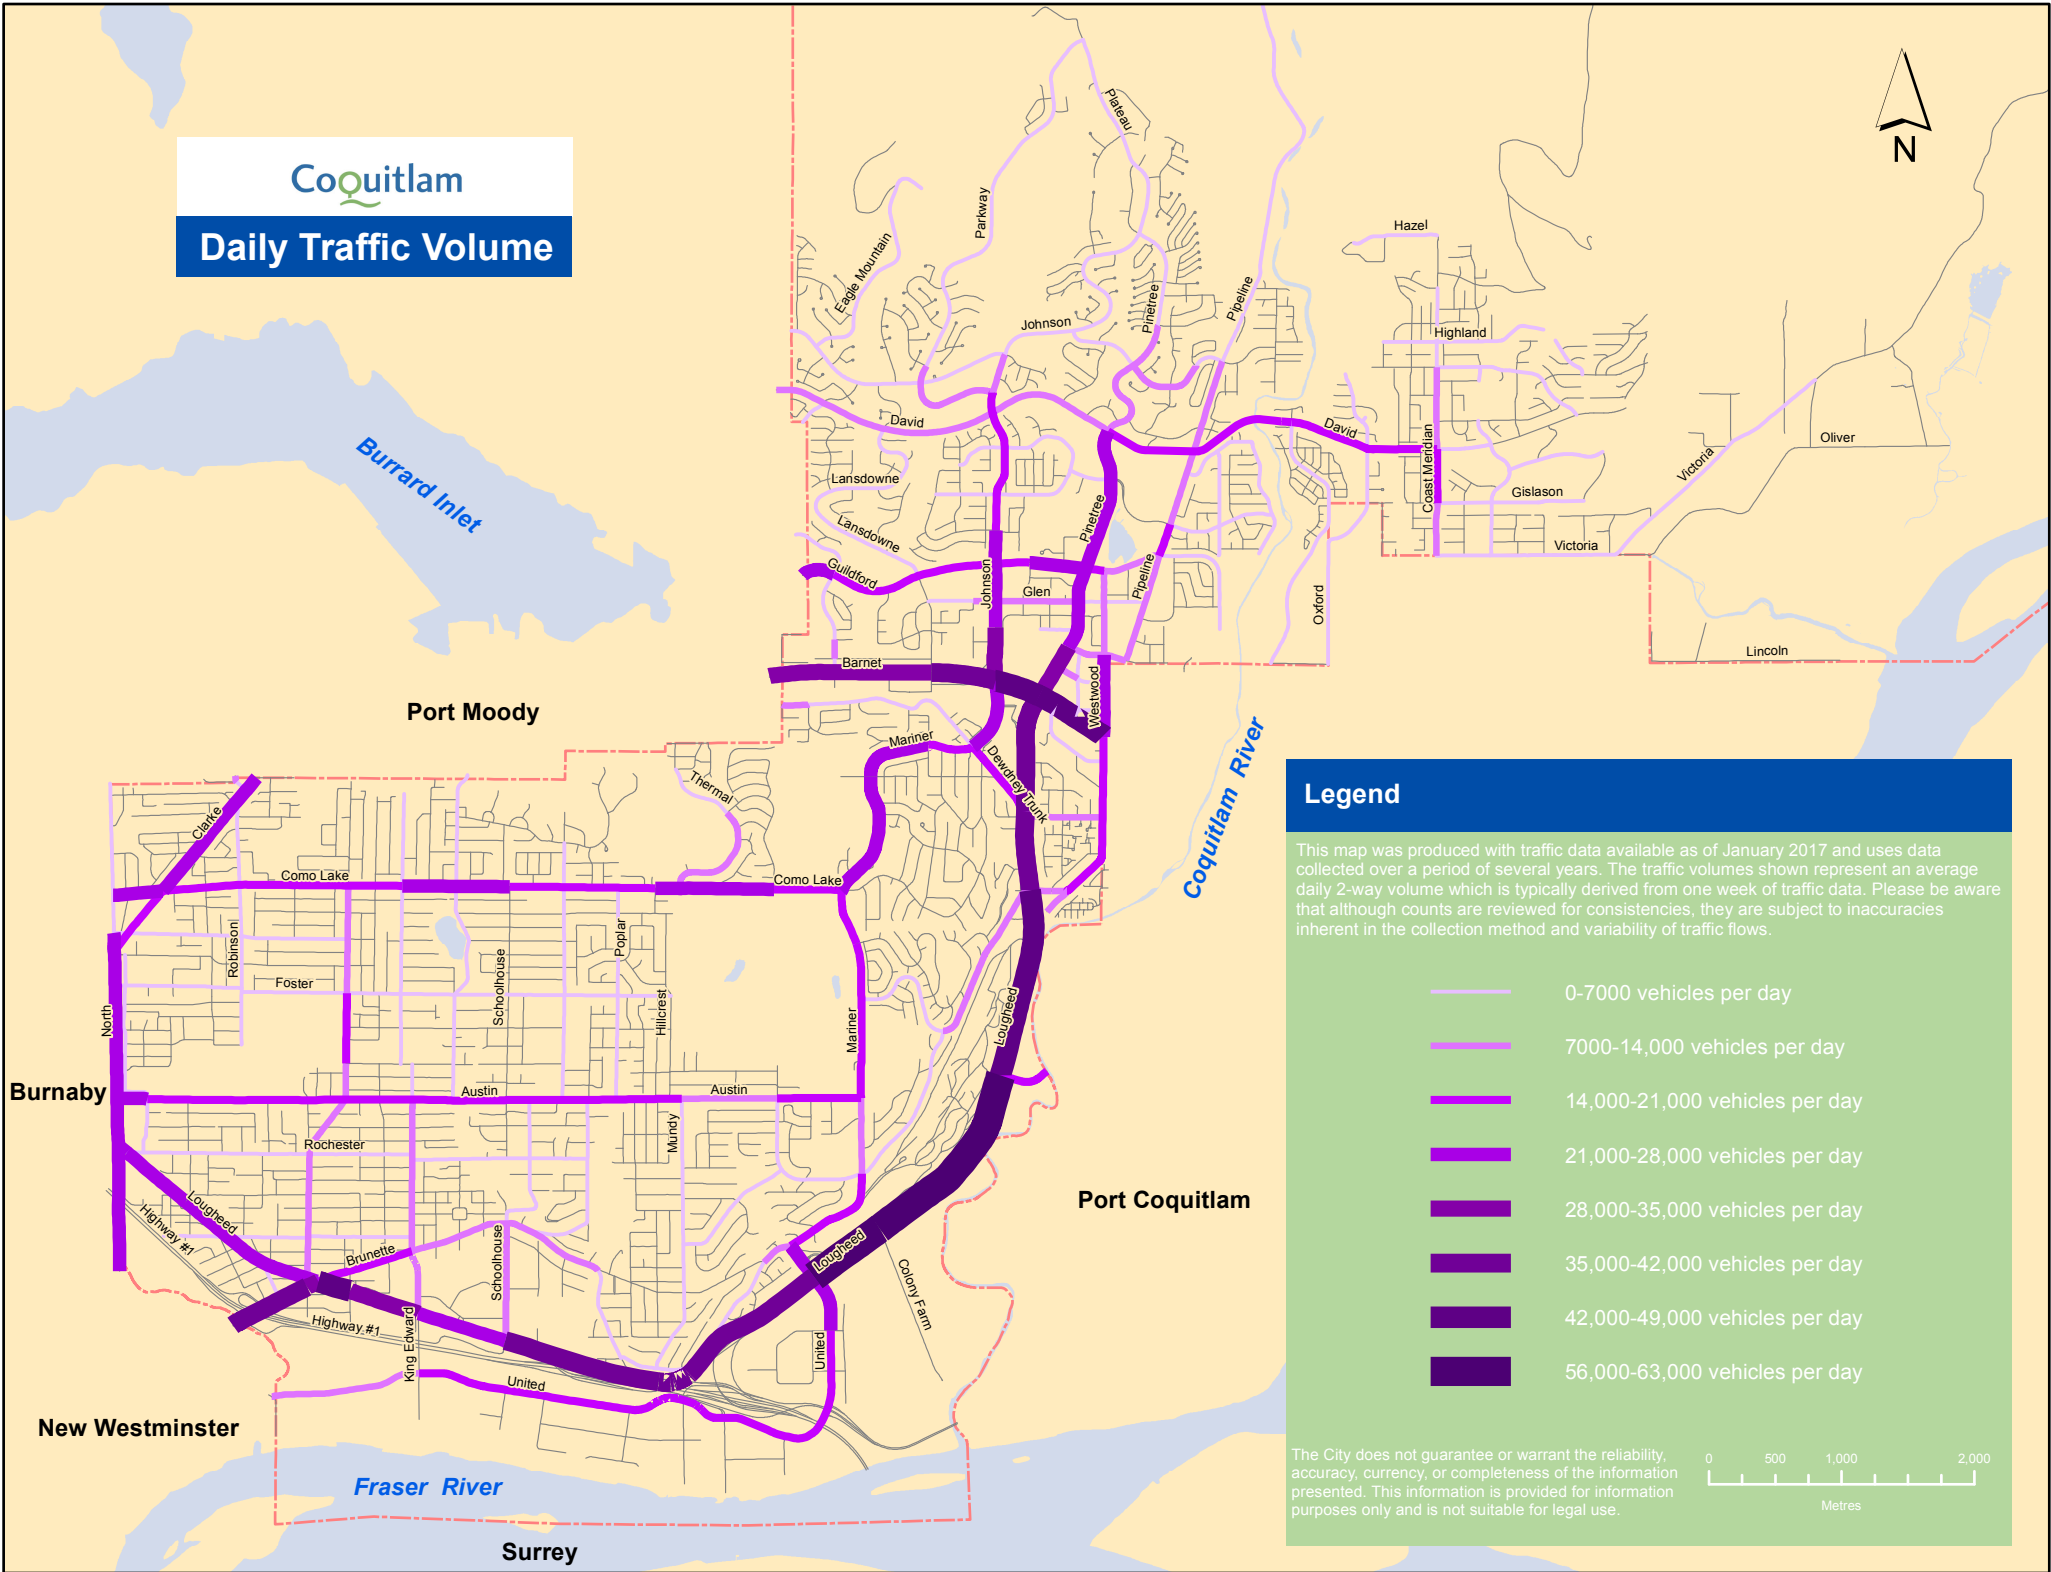 Coquitlam
Daily Traffic Volume
N
Plateau
Parkway
Eagle Mountain
Hazel
Pinetree
Pipeline
Johnson
Highland
David
David
Coast Meridian
Oliver
Victoria
Burrard Inlet
Lansdowne
Gislason
Lansdowne
Pinetree
Victoria
Guildford
Johnson
Glen
Pipeline
Oxford
Barnet
Lincoln
Westwood
Port Moody
Mariner
Dewdney Trunk
Coquitlam River
Thermal
Clarke
Como Lake
Como Lake
Robinson
Poplar
Schoolhouse
Foster
Hillcrest
North
Mariner
Lougheed
Burnaby
Austin
Austin
Mundy
Rochester
Port Coquitlam
Lougheed
Highway #1
Brunette
Schoolhouse
Lougheed
Colony Farm
Highway #1
King Edward
United
United
New Westminster
Fraser River
Surrey
Legend
This map was produced with traffic data available as of January 2017 and uses data
collected over a period of several years. The traffic volumes shown represent an average
daily 2-way volume which is typically derived from one week of traffic data. Please be aware
that although counts are reviewed for consistencies, they are subject to inaccuracies
inherent in the collection method and variability of traffic flows.
0-7000 vehicles per day
7000-14,000 vehicles per day
14,000-21,000 vehicles per day
21,000-28,000 vehicles per day
28,000-35,000 vehicles per day
35,000-42,000 vehicles per day
42,000-49,000 vehicles per day
56,000-63,000 vehicles per day
The City does not guarantee or warrant the reliability,
accuracy, currency, or completeness of the information
presented. This information is provided for information
purposes only and is not suitable for legal use.
0 500 1,000 2,000
Metres